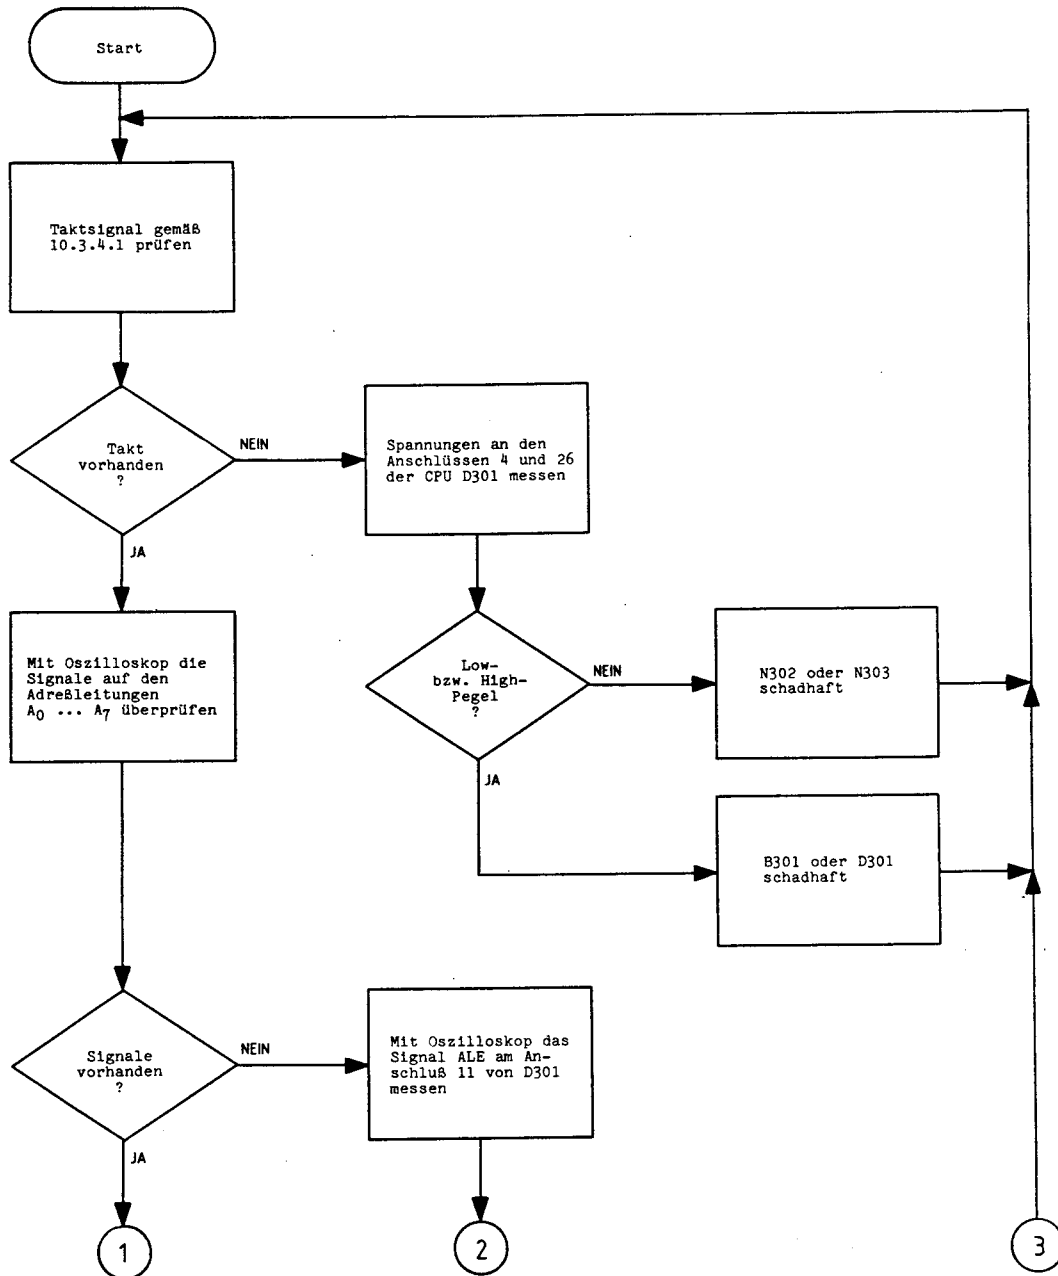 Start
Taktsignal gemäß
10.3.4.1 prüfen
Takt
vorhanden
?
NEIN
JA
Spannungen an den
Anschlüssen 4 und 26
der CPU D301 messen
Mit Oszilloskop die
Signale auf den
Adreßleitungen
A0 ... A7 überprüfen
Low-
bzw. High-
Pegel
?
NEIN
JA
N302 oder N303
schadhaft
B301 oder D301
schadhaft
Signale
vorhanden
?
NEIN
JA
Mit Oszilloskop das
Signal ALE am An-
schluß 11 von D301
messen
1
2
3